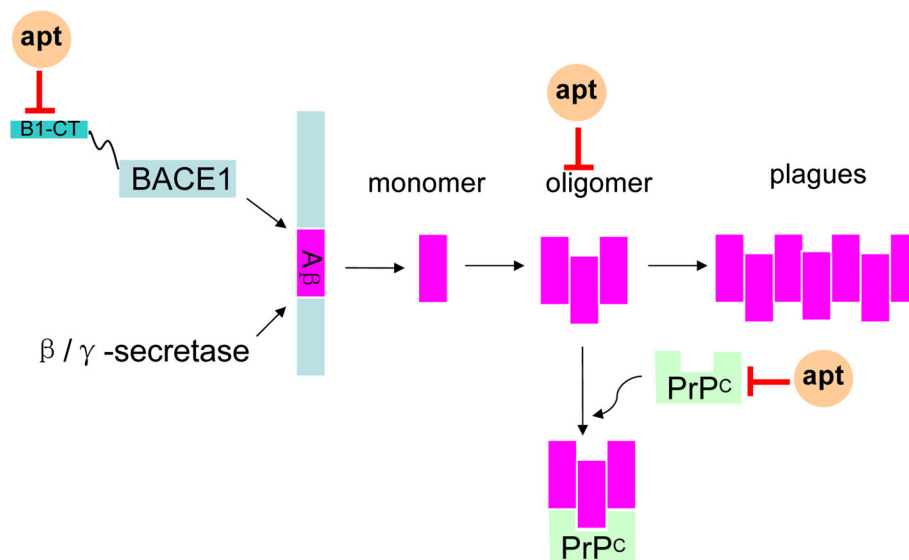 apt
B1-CT
BACE1
β / γ -secretase
Aβ
monomer
apt
oligomer
plagues
PrPC
apt
PrPC